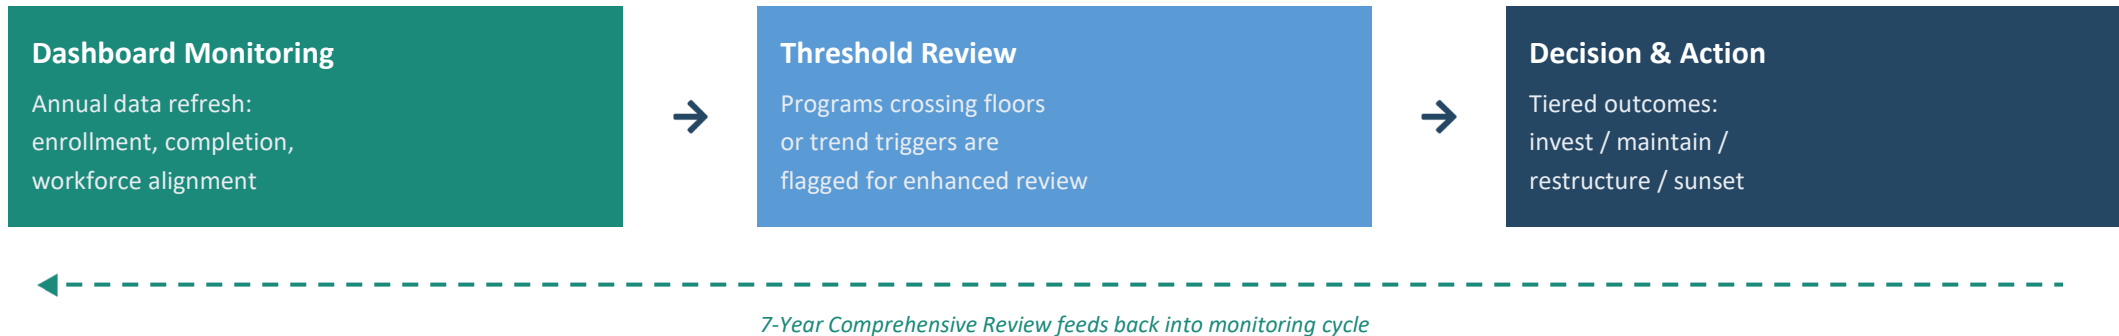 Dashboard Monitoring
Annual data refresh:
enrollment, completion,
workforce alignment
Threshold Review
Programs crossing floors
or trend triggers are
flagged for enhanced review
Decision & Action
Tiered outcomes:
invest / maintain /
restructure / sunset
7-Year Comprehensive Review feeds back into monitoring cycle